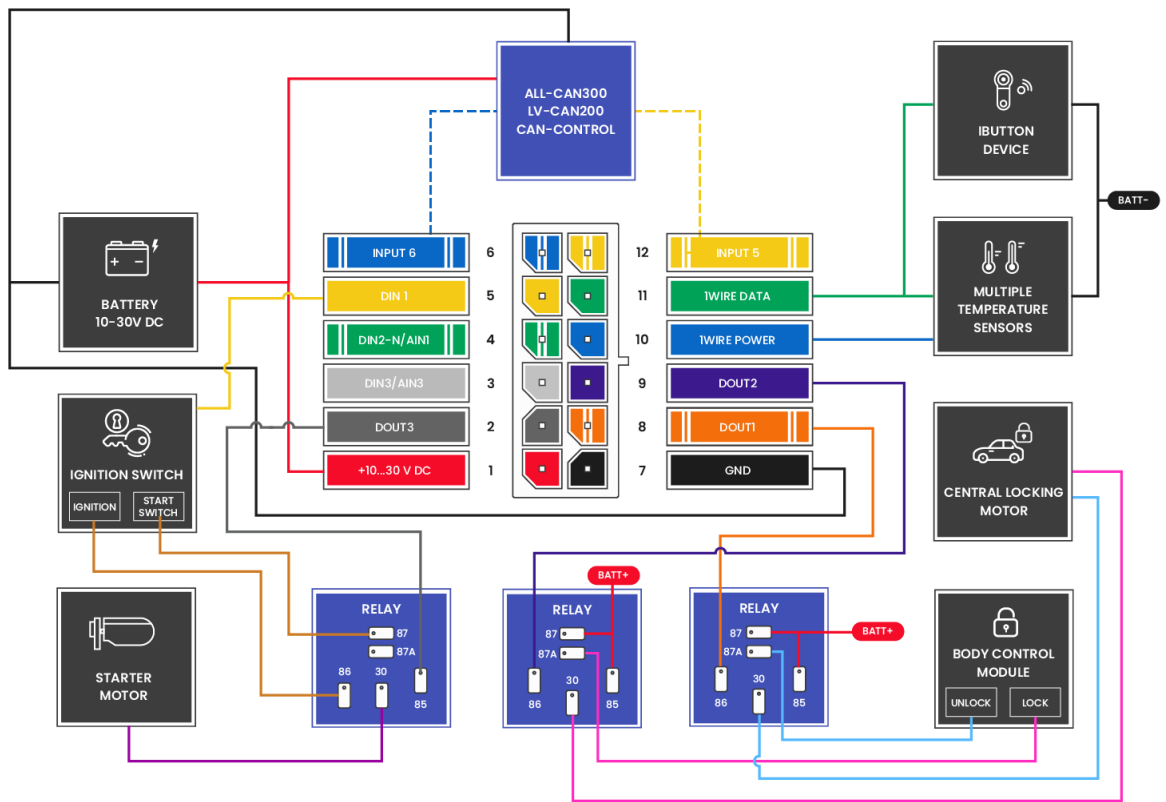 ALL-CAN300
LV-CAN200
CAN-CONTROL
IBUTTON
DEVICE
BATT-
BATTERY
10-30V DC
INPUT 6
6
12
INPUT 5
DIN 1
5
11
1WIRE DATA
DIN2-N/AIN1
4
10
1WIRE POWER
DIN3/AIN3
3
9
DOUT2
DOUT3
2
8
DOUT1
+10...30 V DC
1
7
GND
MULTIPLE
TEMPERATURE
SENSORS
IGNITION SWITCH
IGNITION
START
SWITCH
CENTRAL LOCKING
MOTOR
STARTER
MOTOR
RELAY
87
87A
86
30
85
BATT+
RELAY
87
87A
30
86
85
RELAY
87
87A
30
86
85
BATT+
BODY CONTROL
MODULE
UNLOCK
LOCK